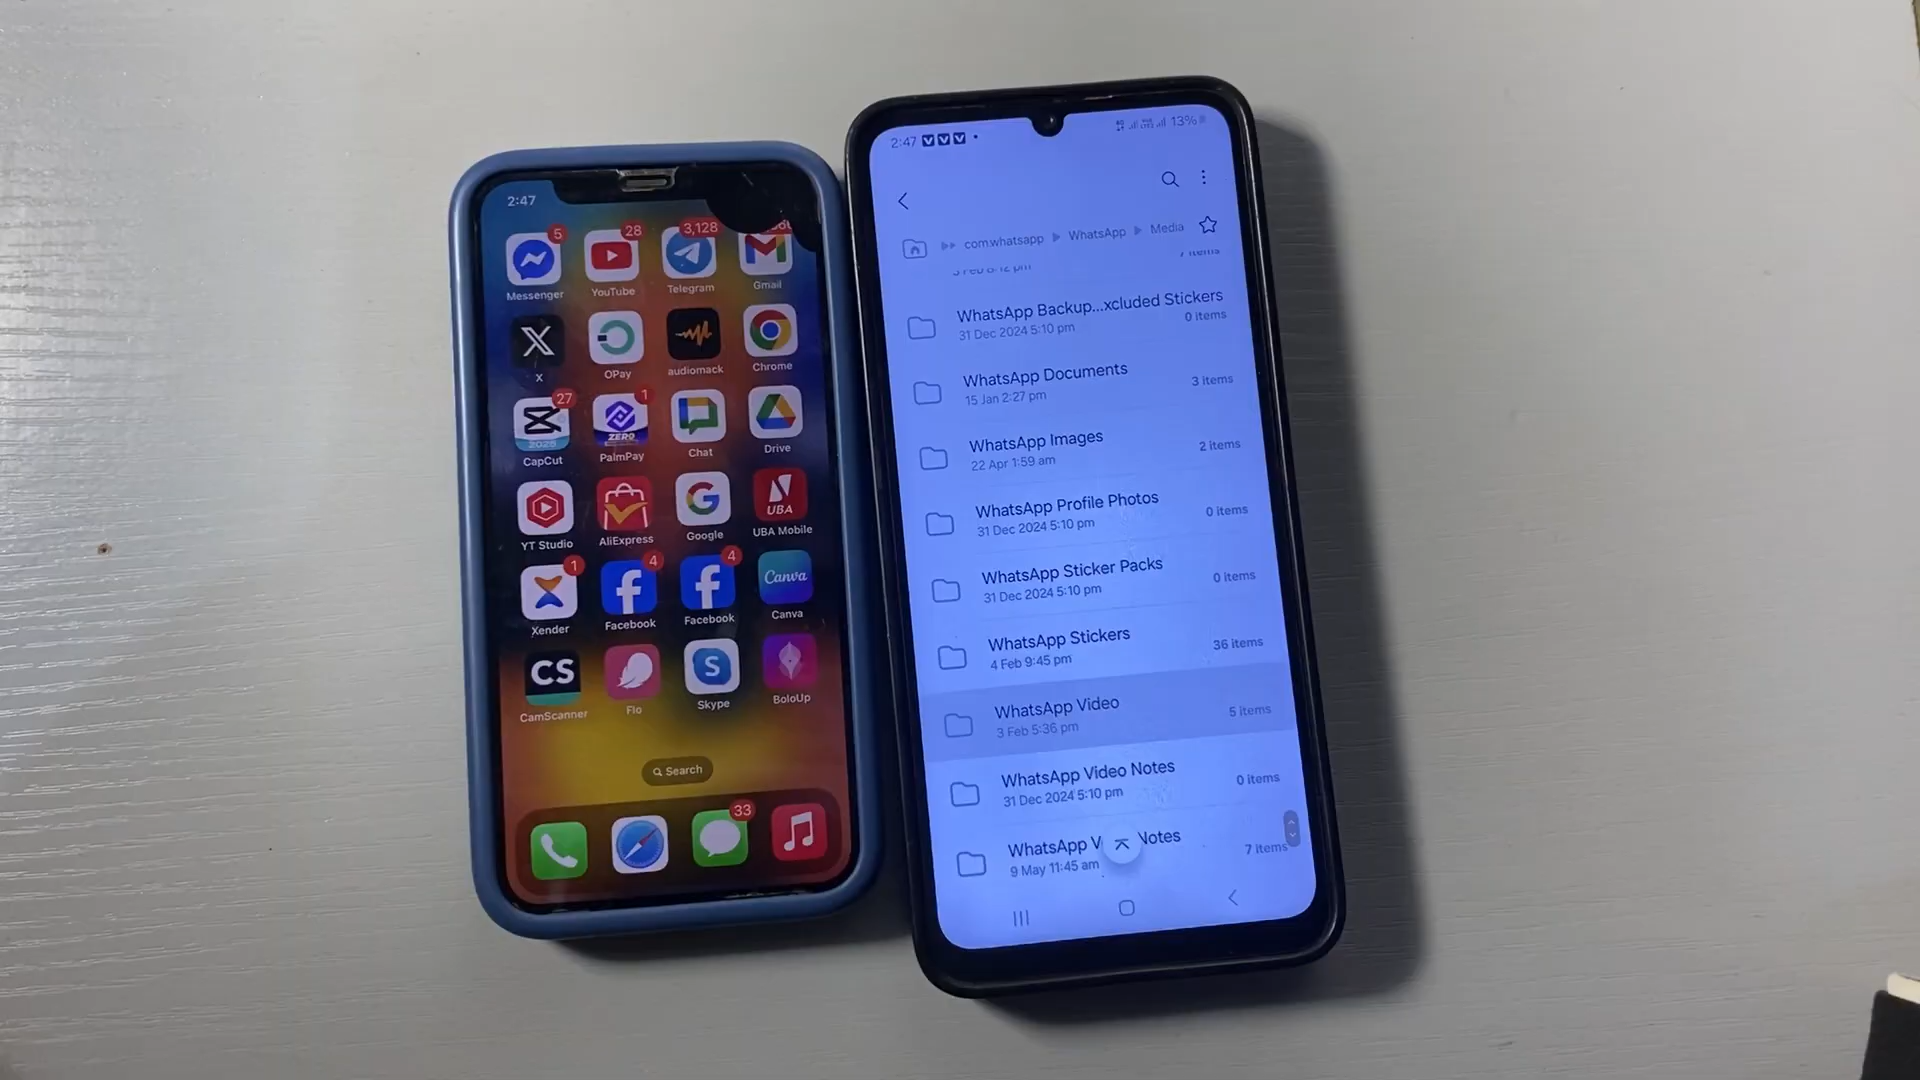 2:47
5
28
3,128
Messenger
YouTube
Telegram
Gmail
X
OPay
audiomack
Chrome
27
1
2025
ZERO
CapCut
PalmPay
Chat
Drive
UBA
YT Studio
AliExpress
Google
UBA Mobile
1
4
4
Canva
Xender
Facebook
Facebook
Canva
CS
S
CamScanner
Flo
Skype
BoloUp
Search
33
2:47
13%
com.whatsapp
WhatsApp
Media
WhatsApp Backup...xcluded Stickers
31 Dec 2024 5:10 pm
0 items
WhatsApp Documents
15 Jan 2:27 pm
3 items
WhatsApp Images
22 Apr 1:59 am
2 items
WhatsApp Profile Photos
31 Dec 2024 5:10 pm
0 items
WhatsApp Sticker Packs
31 Dec 2024 5:10 pm
0 items
WhatsApp Stickers
4 Feb 9:45 pm
36 items
WhatsApp Video
3 Feb 5:36 pm
5 items
WhatsApp Video Notes
31 Dec 2024 5:10 pm
0 items
WhatsApp V Notes
9 May 11:45 am
7 items